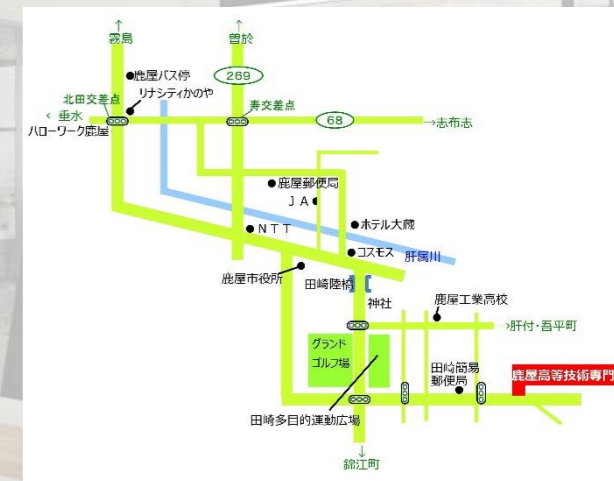 ↑
霧島
↑
曽於
●鹿屋バス停
269
リナシティかのや
北田交差点
寿交差点
< 垂水
68
→志布志
ハローワーク鹿屋
●鹿屋郵便局
ＪＡ●
●ホテル大蔵
●ＮＴＴ
●コスモス
肝属川
鹿屋市役所
田崎陸橋
神社
鹿屋工業高校
→肝付・吾平町
グランド
ゴルフ場
田崎簡易
郵便局
鹿屋高等技術専門
田崎多目的運動広場
↓
錦江町